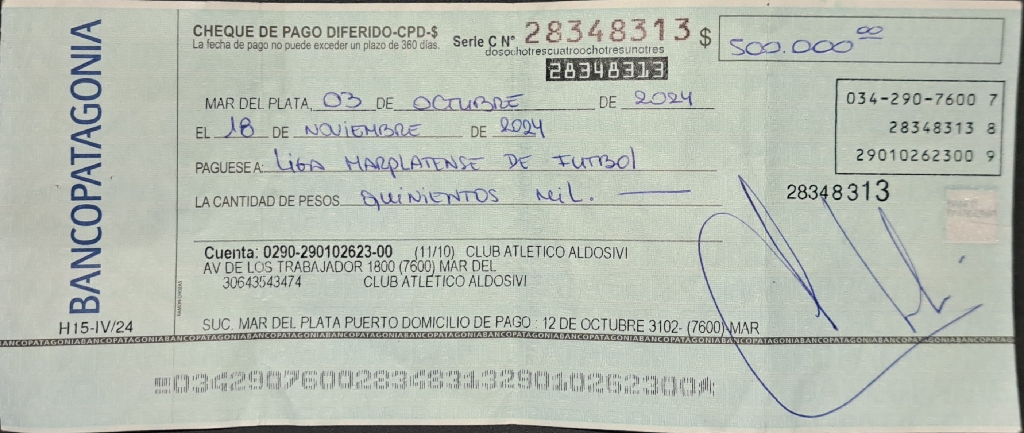 BANCOPATAGONIA
H15-IV/24
CHEQUE DE PAGO DIFERIDO-CPD-$
La fecha de pago no puede exceder un plazo de 360 días.
Serie C N° 28348313 $ 500.000 00
dosochotrescuatroochotresunotres
28348313
MAR DEL PLATA, 03 DE OCTUBRE DE 2024
EL 18 DE NOVIEMBRE DE 2024
PAGUESE A: LIGA MARPLATENSE DE FUTBOL
LA CANTIDAD DE PESOS QUINIENTOS MIL.
034-290-7600 7
28348313 8
29010262300 9
28348313
Cuenta: 0290-290102623-00 (11/10) CLUB ATLETICO ALDOSIVI
AV DE LOS TRABAJADOR 1800 (7600) MAR DEL
30643543474 CLUB ATLETICO ALDOSIVI
SUC. MAR DEL PLATA PUERTO DOMICILIO DE PAGO : 12 DE OCTUBRE 3102- (7600) MAR
BANCOPATAGONIABANCOPATAGONIABANCOPATAGONIABANCOPATAGONIABANCOPATAGONIA
034290760028348313290102623004